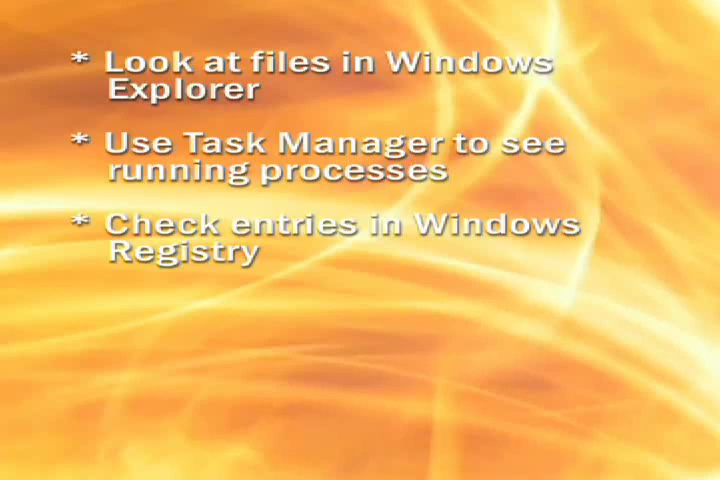 * Look at files in Windows
Explorer
* Use Task Manager to see
running processes
* Check entries in Windows
Registry